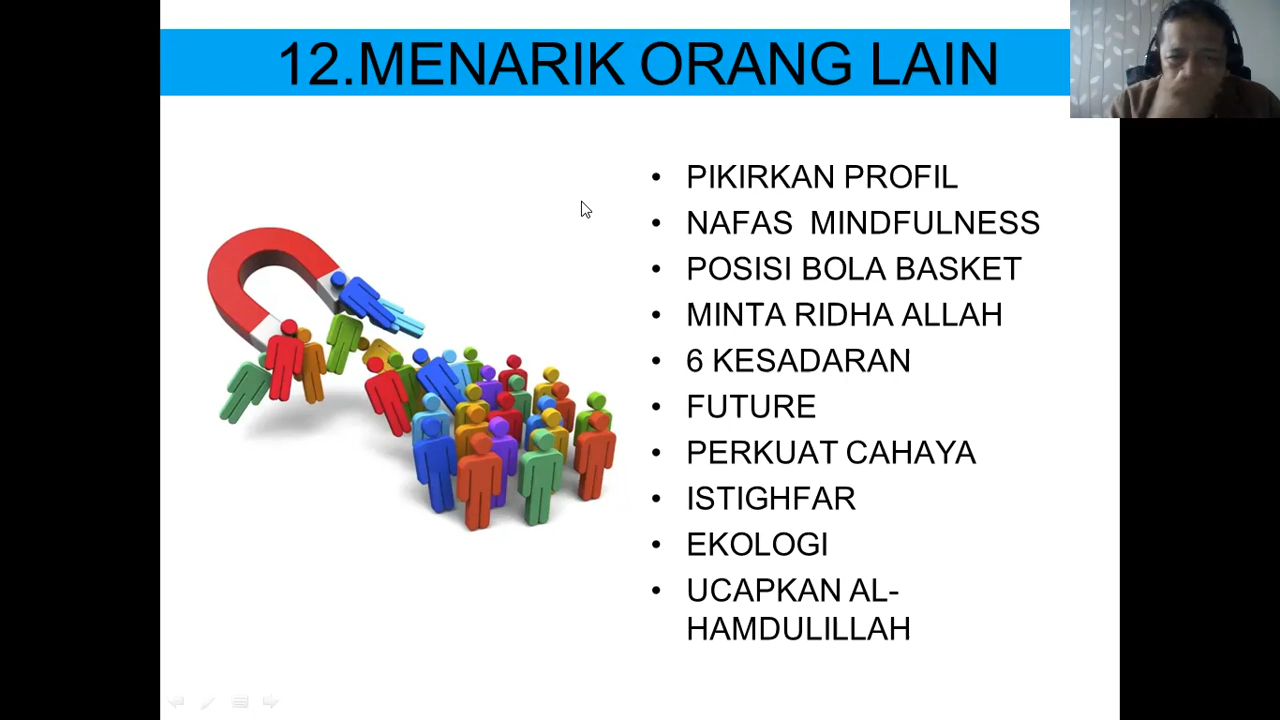 12.MENARIK ORANG LAIN
• PIKIRKAN PROFIL
• NAFAS  MINDFULNESS
• POSISI BOLA BASKET
• MINTA RIDHA ALLAH
• 6 KESADARAN
• FUTURE
• PERKUAT CAHAYA
• ISTIGHFAR
• EKOLOGI
• UCAPKAN AL-
HAMDULILLAH